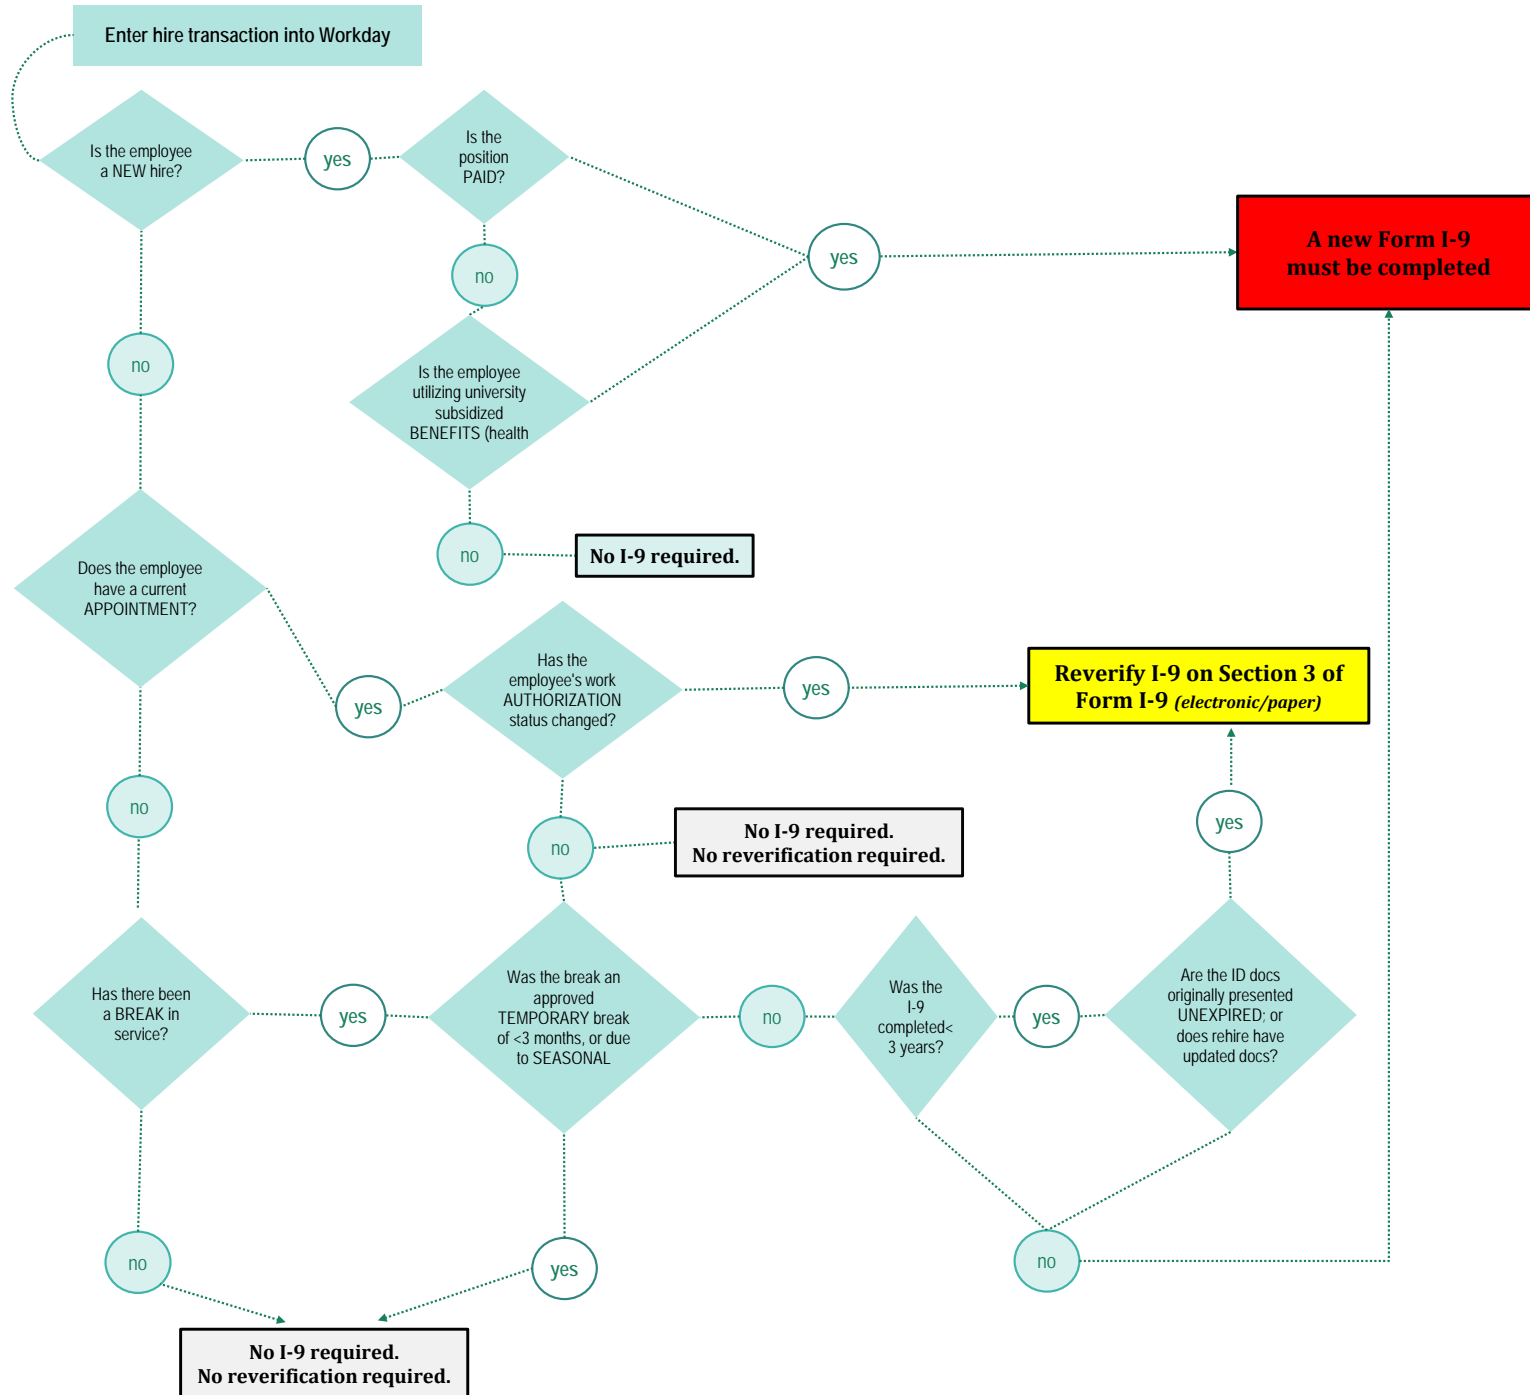 Enter hire transaction into Workday
Is the employee
a NEW hire?
yes
Is the
position
PAID?
yes
A new Form I-9
must be completed
no
no
Is the employee
utilizing university
subsidized
BENEFITS (health
no
No I-9 required.
Does the employee
have a current
APPOINTMENT?
yes
Has the
employee's work
AUTHORIZATION
status changed?
yes
Reverify I-9 on Section 3 of
Form I-9 (electronic/paper)
no
no
No I-9 required.
No reverification required.
yes
Has there been
a BREAK in
service?
yes
Was the break an
approved
TEMPORARY break
of <3 months, or due
to SEASONAL
no
Was the
I-9
completed<
3 years?
yes
Are the ID docs
originally presented
UNEXPIRED; or
does rehire have
updated docs?
no
yes
no
No I-9 required.
No reverification required.